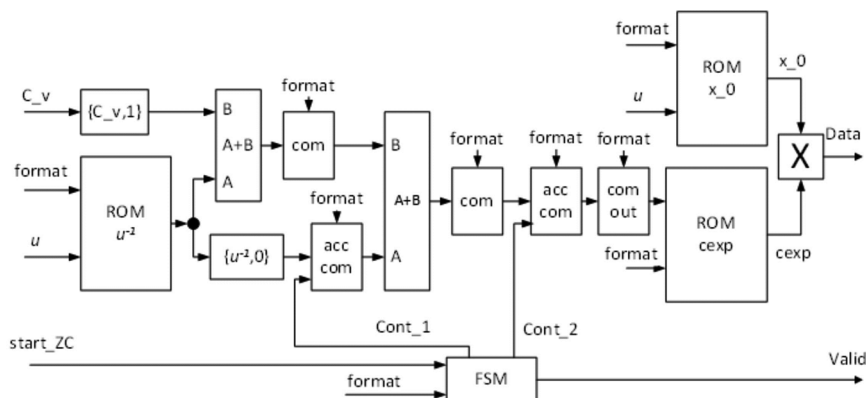 format
ROM
x_0
x_0
u
C_v
{C_v,1}
B
A+B
A
format
com
B
A+B
A
format
com
format
acc
com
format
com
out
X
Data
format
ROM
u⁻¹
u
{u⁻¹,0}
format
acc
com
ROM
cexp
format
cexp
Cont_1
Cont_2
start_ZC
FSM
Valid
format